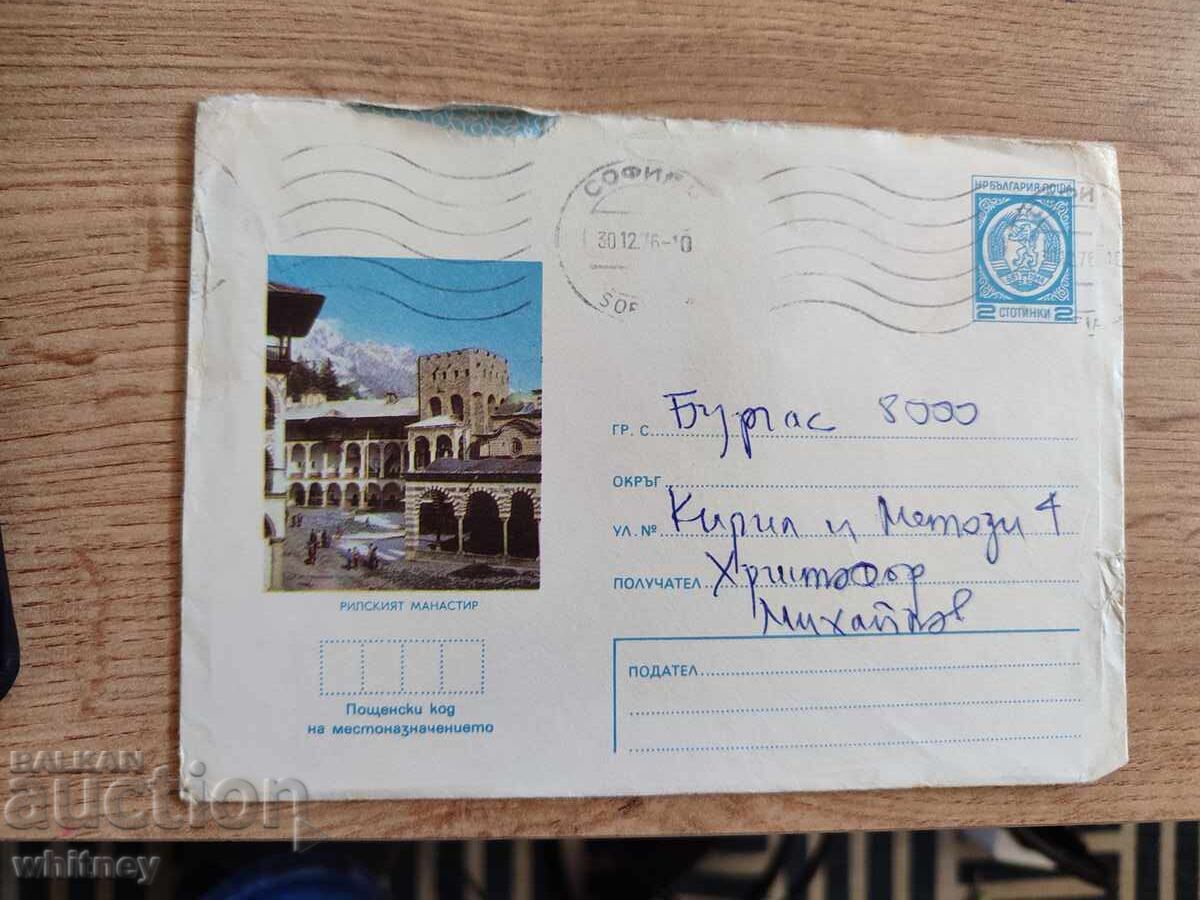 СОФИЯ
30.12.76-10
SOF
НР БЪЛГАРИЯ ПОЩА
2 СТОТИНКИ 2
ГР. С. Бургас 8000
ОКРЪГ
УЛ. № Кирил и Методи 4
ПОЛУЧАТЕЛ Христофор
Михайлов
ПОДАТЕЛ
РИЛСКИЯТ МАНАСТИР
Пощенски код
на местоназначението
BALKAN
auction
whitney